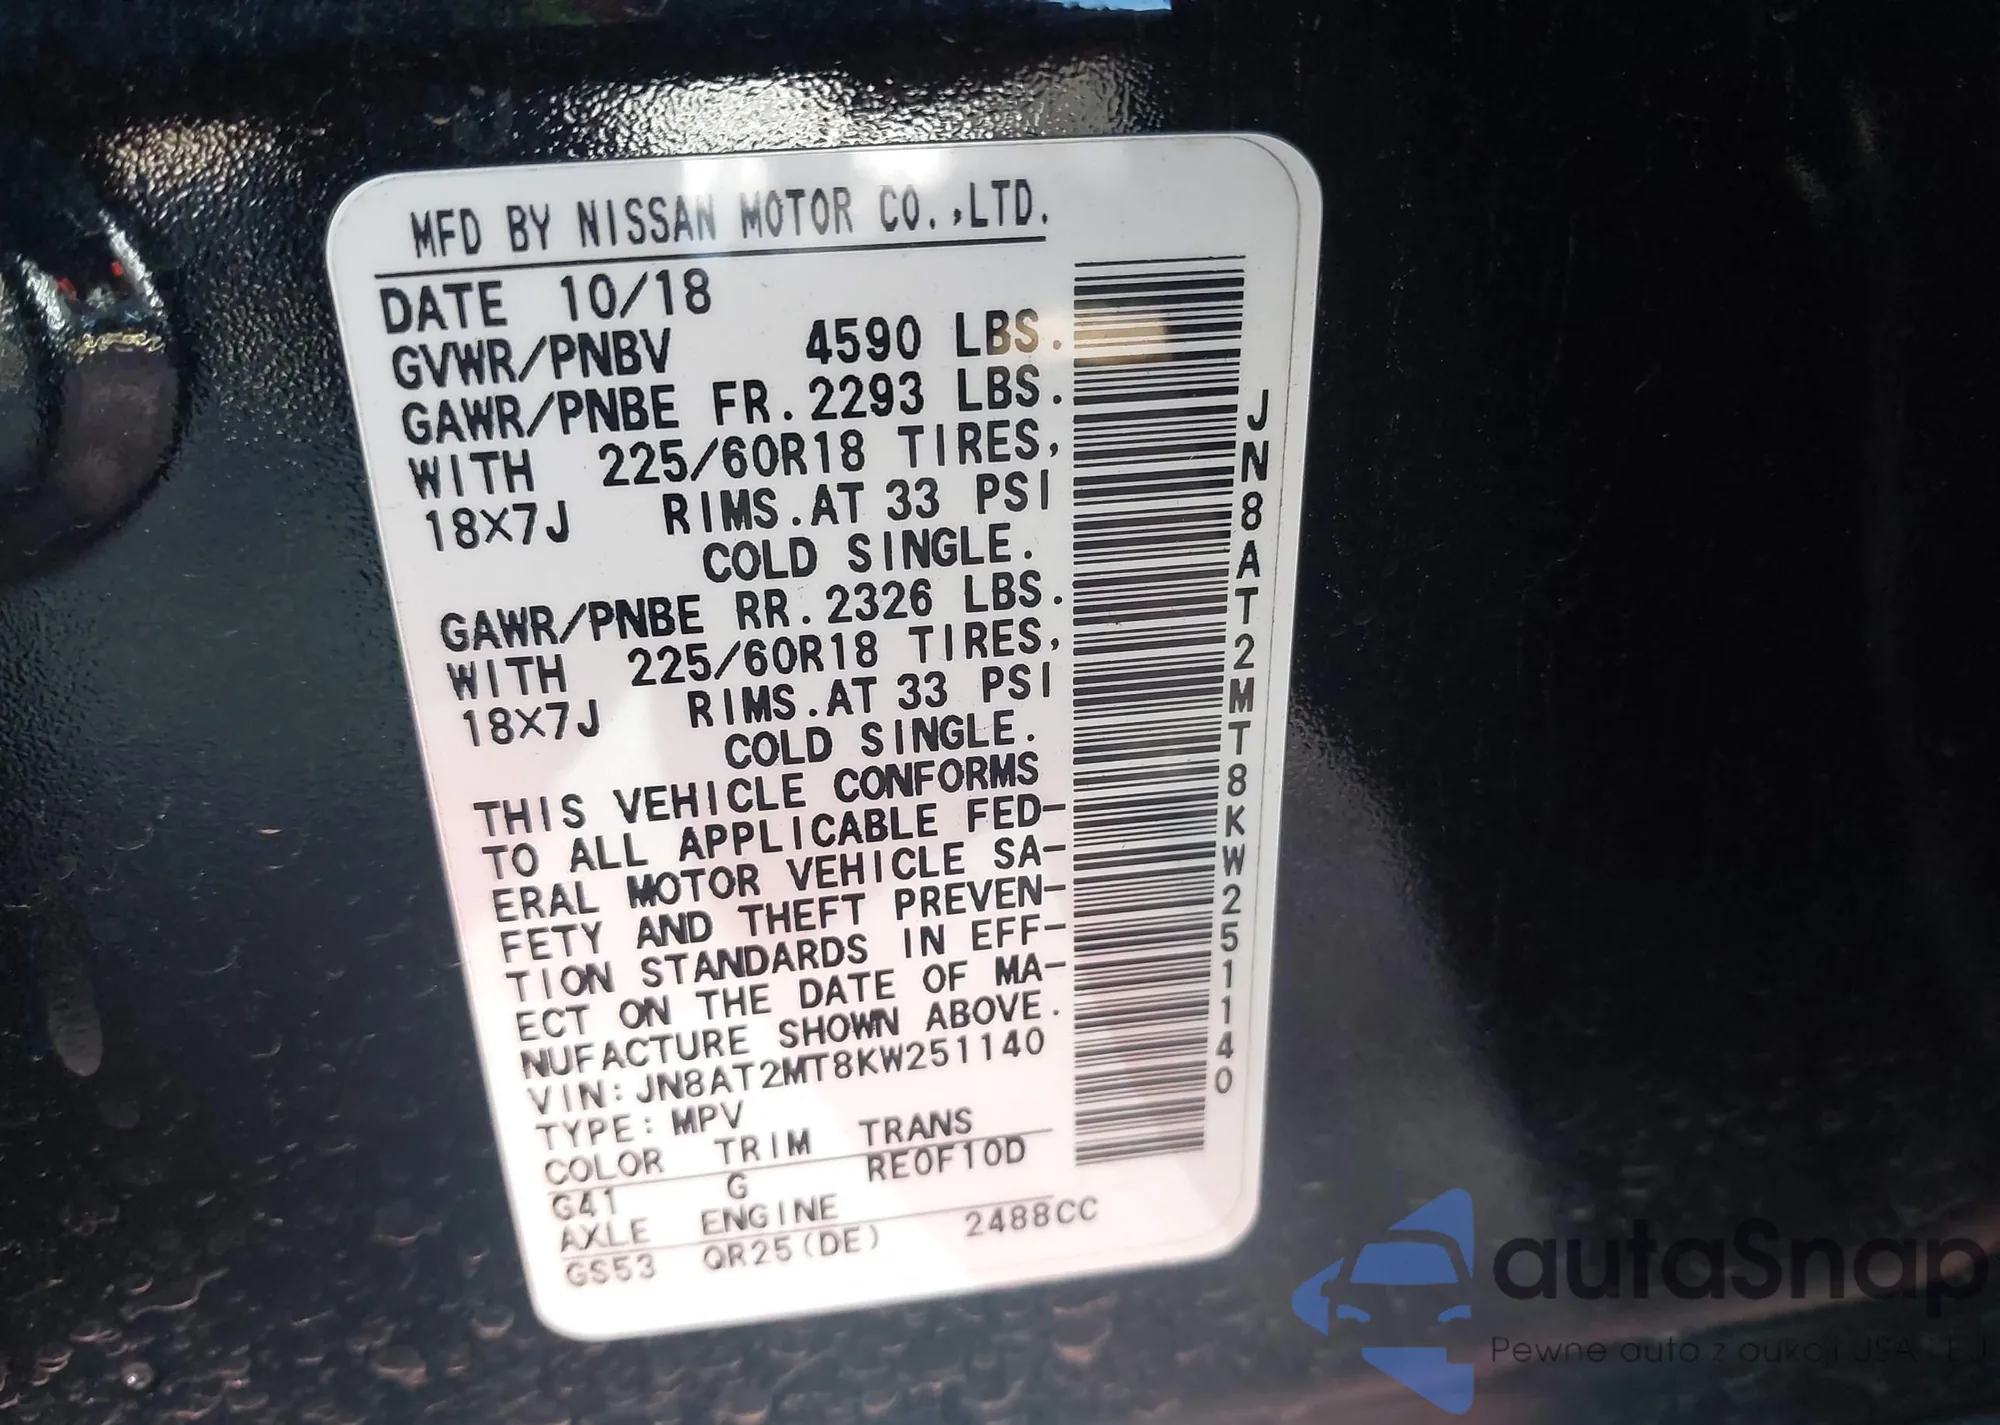 MFD BY NISSAN MOTOR CO.,LTD.
DATE 10/18
GVWR/PNBV 4590 LBS.
GAWR/PNBE FR.2293 LBS.
WITH 225/60R18 TIRES,
18X7J RIMS.AT 33 PSI
COLD SINGLE.
GAWR/PNBE RR.2326 LBS.
WITH 225/60R18 TIRES,
18X7J RIMS.AT 33 PSI
COLD SINGLE.
THIS VEHICLE CONFORMS
TO ALL APPLICABLE FED-
ERAL MOTOR VEHICLE SA-
FETY AND THEFT PREVEN-
TION STANDARDS IN EFF-
ECT ON THE DATE OF MA-
NUFACTURE SHOWN ABOVE.
VIN:JN8AT2MT8KW251140
TYPE:MPV
COLOR TRIM TRANS
G41 G RE0F10D
AXLE ENGINE
GS53 QR25(DE) 2488CC
JN8AT2MT8KW251140
autaSnap
Pewne auta z aukcji USA